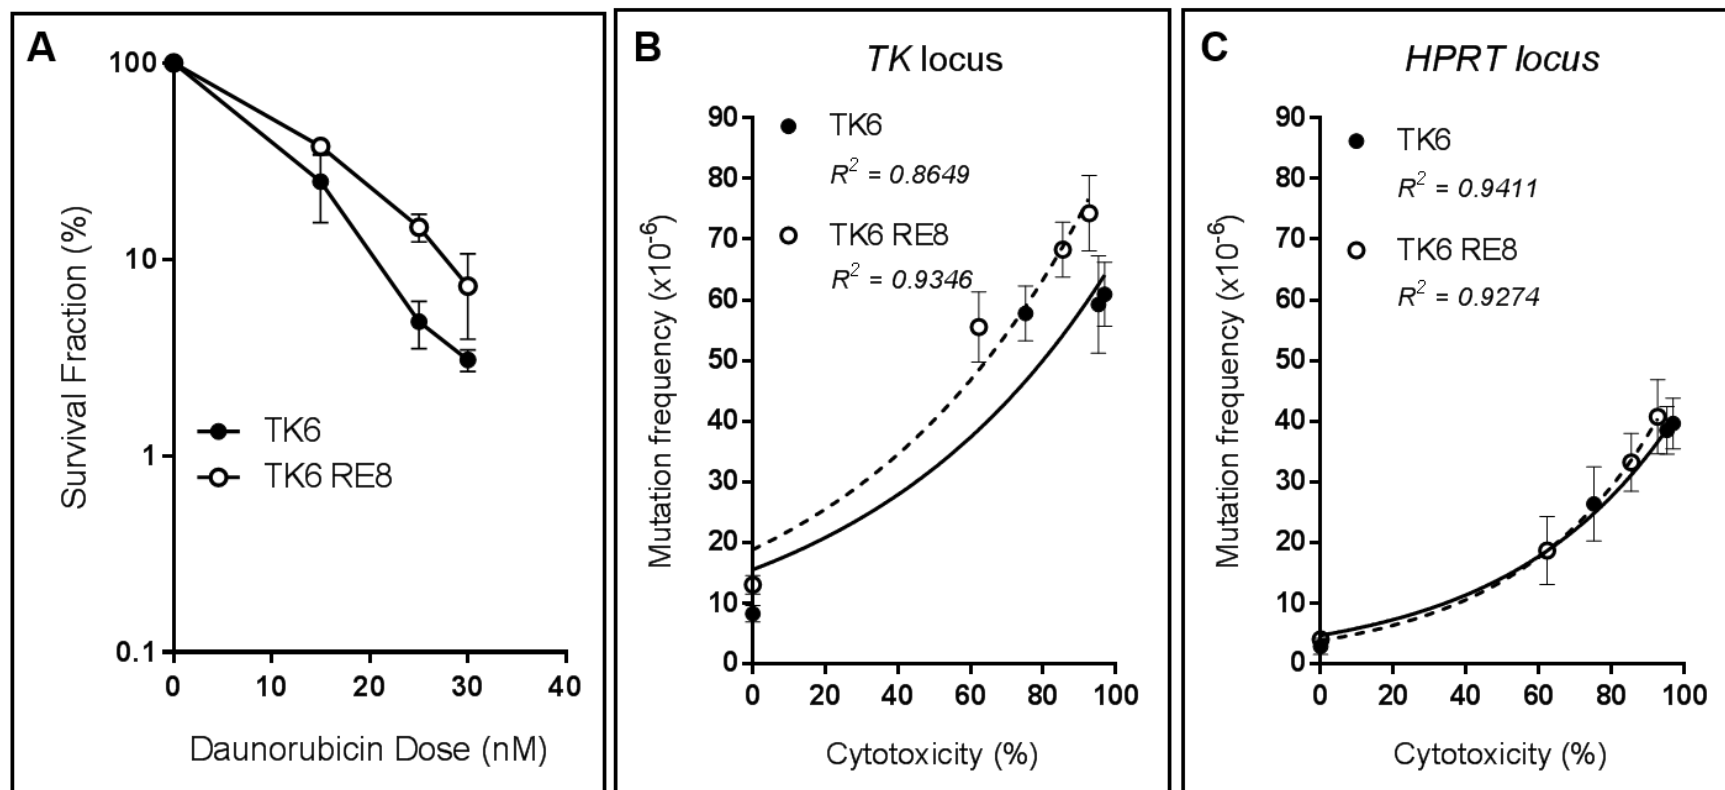 A
100
10
1
0.1
0 10 20 30 40
Survival Fraction (%)
Daunorubicin Dose (nM)
TK6
TK6 RE8
B
TK locus
TK6
R² = 0.8649
TK6 RE8
R² = 0.9346
90
80
70
60
50
40
30
20
10
0
0 20 40 60 80 100
Mutation frequency (x10⁻⁶)
Cytotoxicity (%)
C
HPRT locus
TK6
R² = 0.9411
TK6 RE8
R² = 0.9274
90
80
70
60
50
40
30
20
10
0
0 20 40 60 80 100
Mutation frequency (x10⁻⁶)
Cytotoxicity (%)